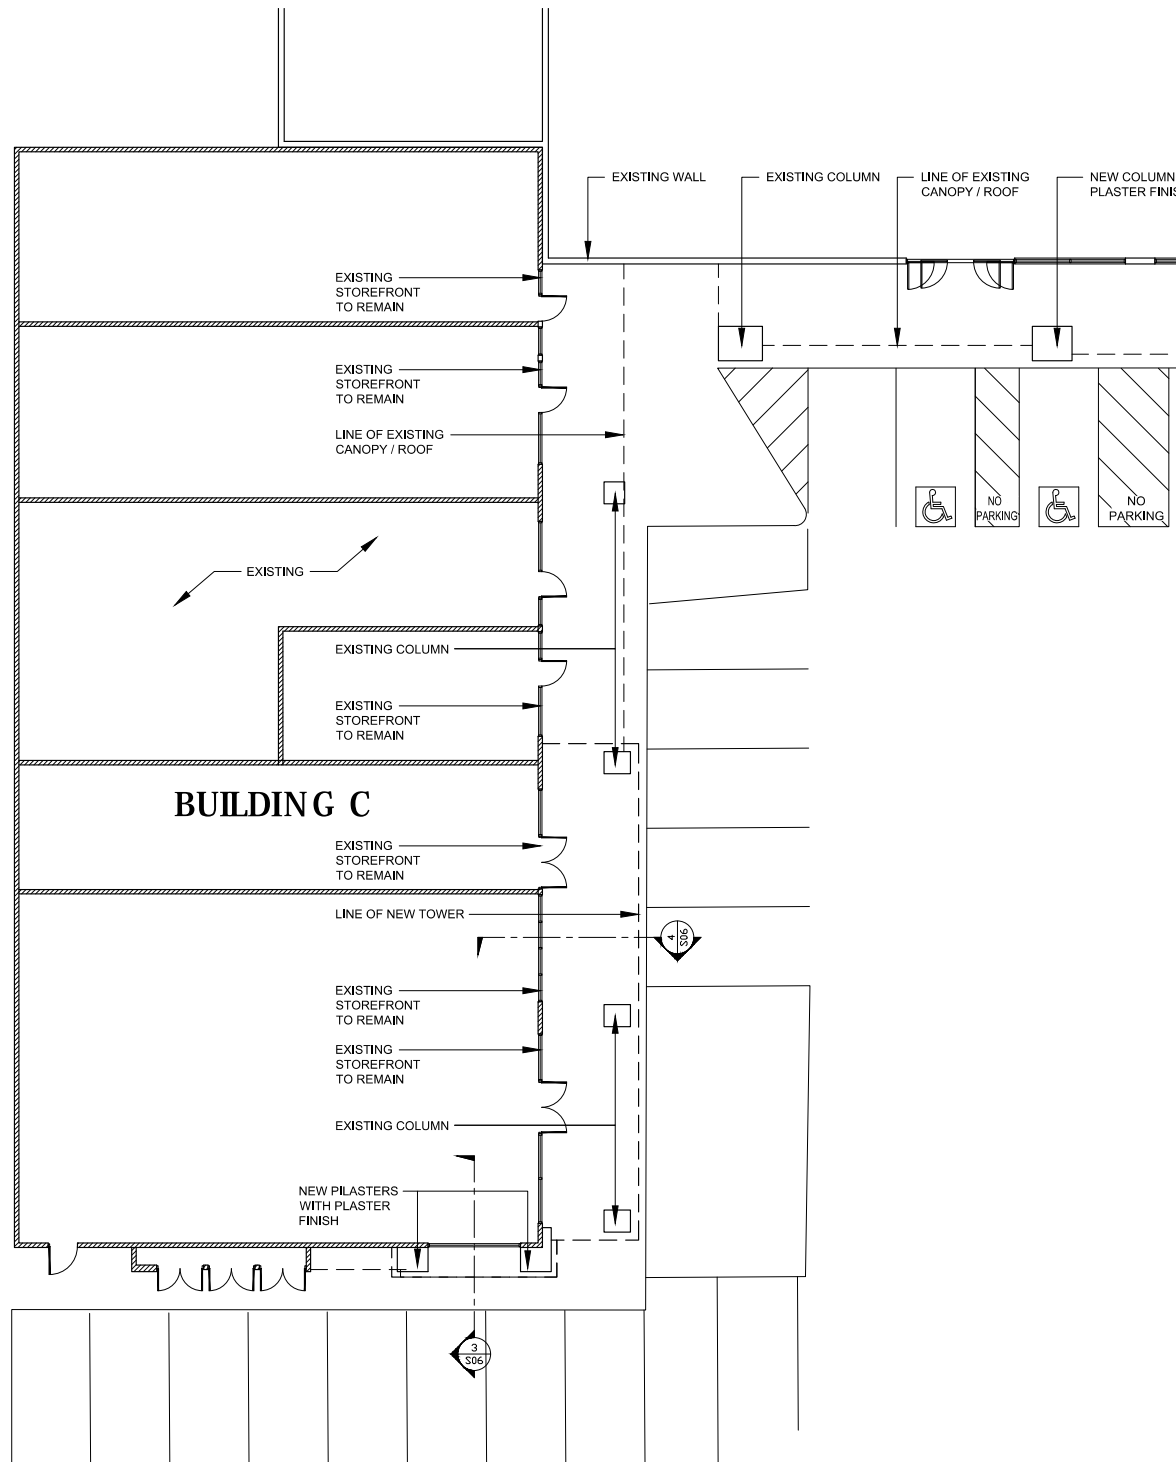 EXISTING WALL
EXISTING COLUMN
LINE OF EXISTING
CANOPY / ROOF
NEW COLUMN
PLASTER
EXISTING
STOREFRONT
TO REMAIN
EXISTING
STOREFRONT
TO REMAIN
LINE OF EXISTING
CANOPY / ROOF
NO
PARKING
NO
PARKING
EXISTING
EXISTING COLUMN
EXISTING
STOREFRONT
TO REMAIN
BUILDING C
EXISTING
STOREFRONT
TO REMAIN
LINE OF NEW TOWER
4
S06
EXISTING
STOREFRONT
TO REMAIN
EXISTING
STOREFRONT
TO REMAIN
EXISTING COLUMN
NEW PILASTERS
WITH PLASTER
FINISH
3
S06